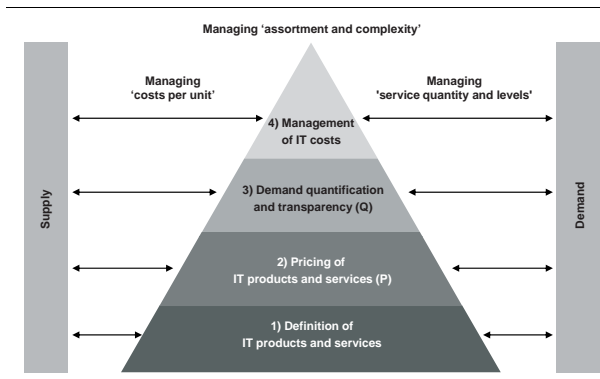 Managing ‘assortment and complexity’
Managing
‘costs per unit’
Managing
'service quantity and levels'
4) Management
of IT costs
3) Demand quantification
and transparency (Q)
Supply
Demand
2) Pricing of
IT products and services (P)
1) Definition of
IT products and services